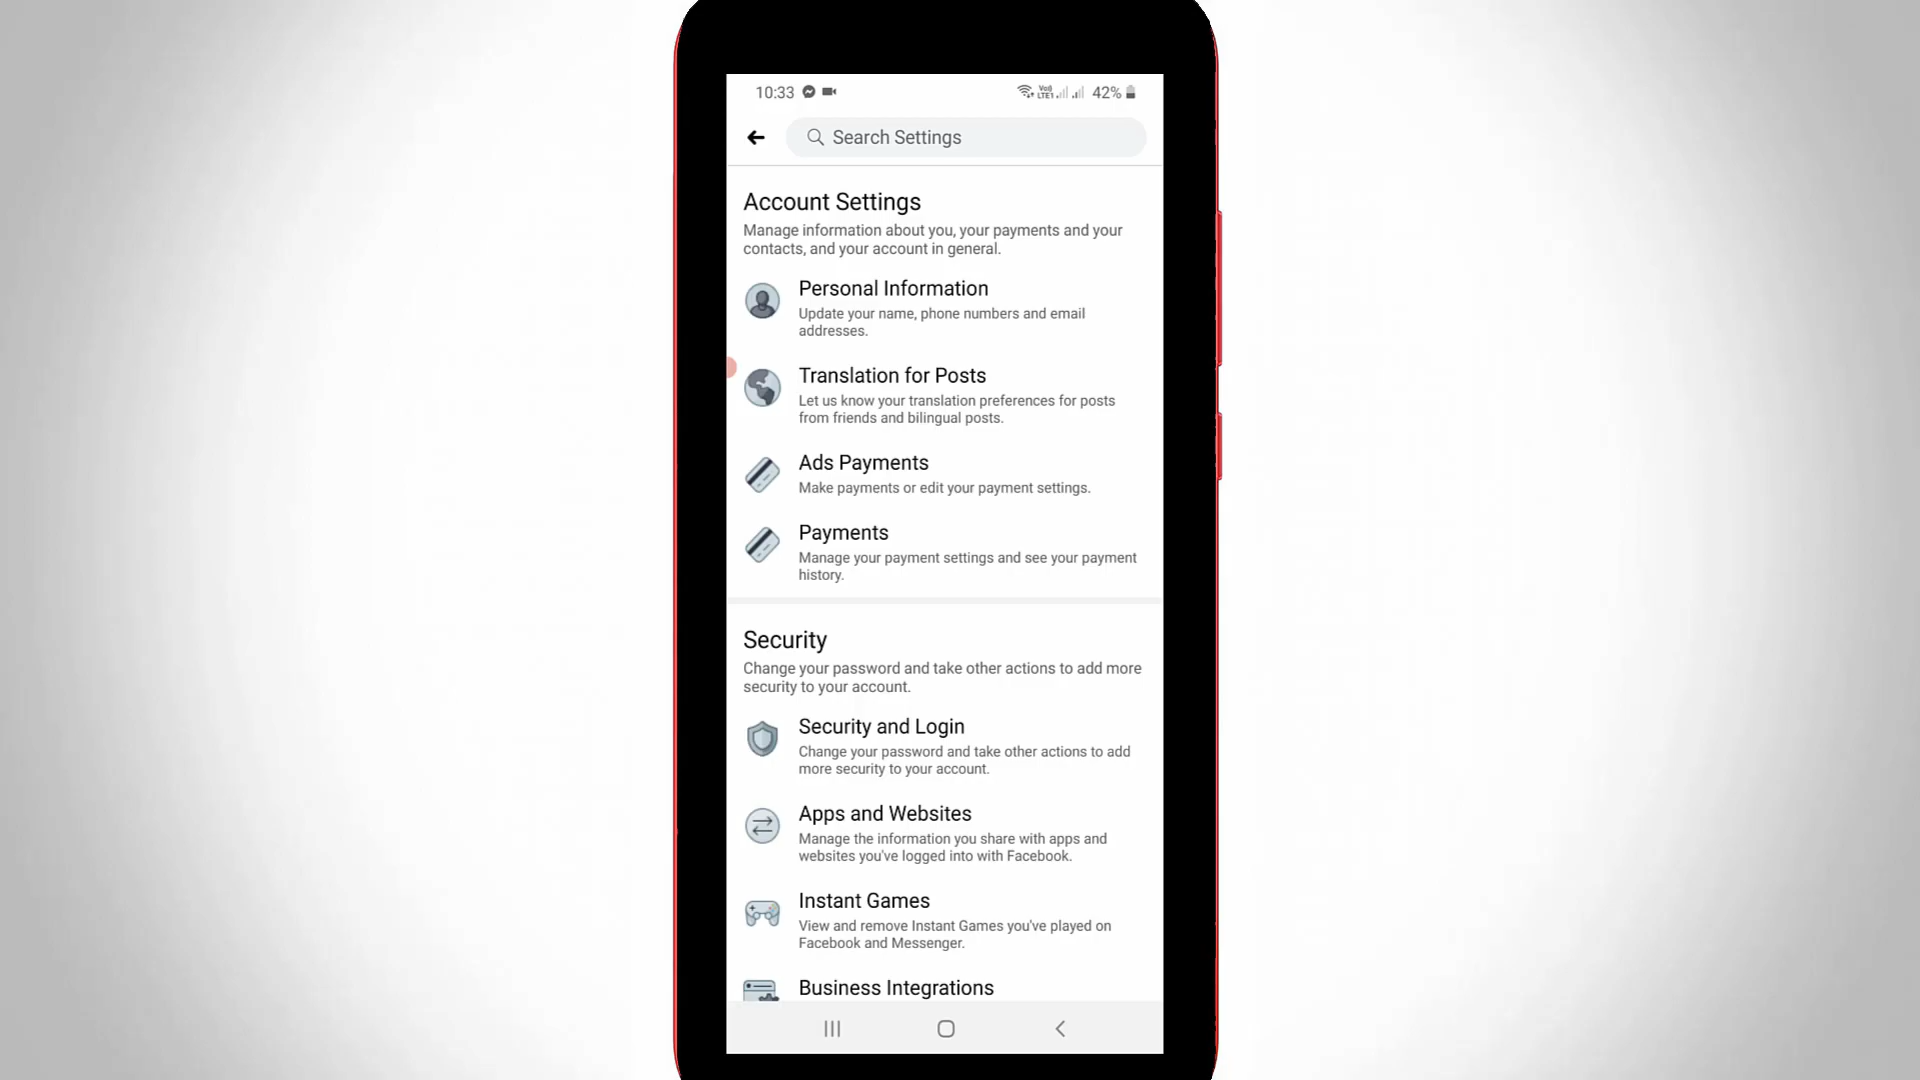 10:33 Vo) LTE1 42%
Search Settings
Account Settings
Manage information about you, your payments and your
contacts, and your account in general.
Personal Information
Update your name, phone numbers and email
addresses.
Translation for Posts
Let us know your translation preferences for posts
from friends and bilingual posts.
Ads Payments
Make payments or edit your payment settings.
Payments
Manage your payment settings and see your payment
history.
Security
Change your password and take other actions to add more
security to your account.
Security and Login
Change your password and take other actions to add
more security to your account.
Apps and Websites
Manage the information you share with apps and
websites you've logged into with Facebook.
Instant Games
View and remove Instant Games you've played on
Facebook and Messenger.
Business Integrations